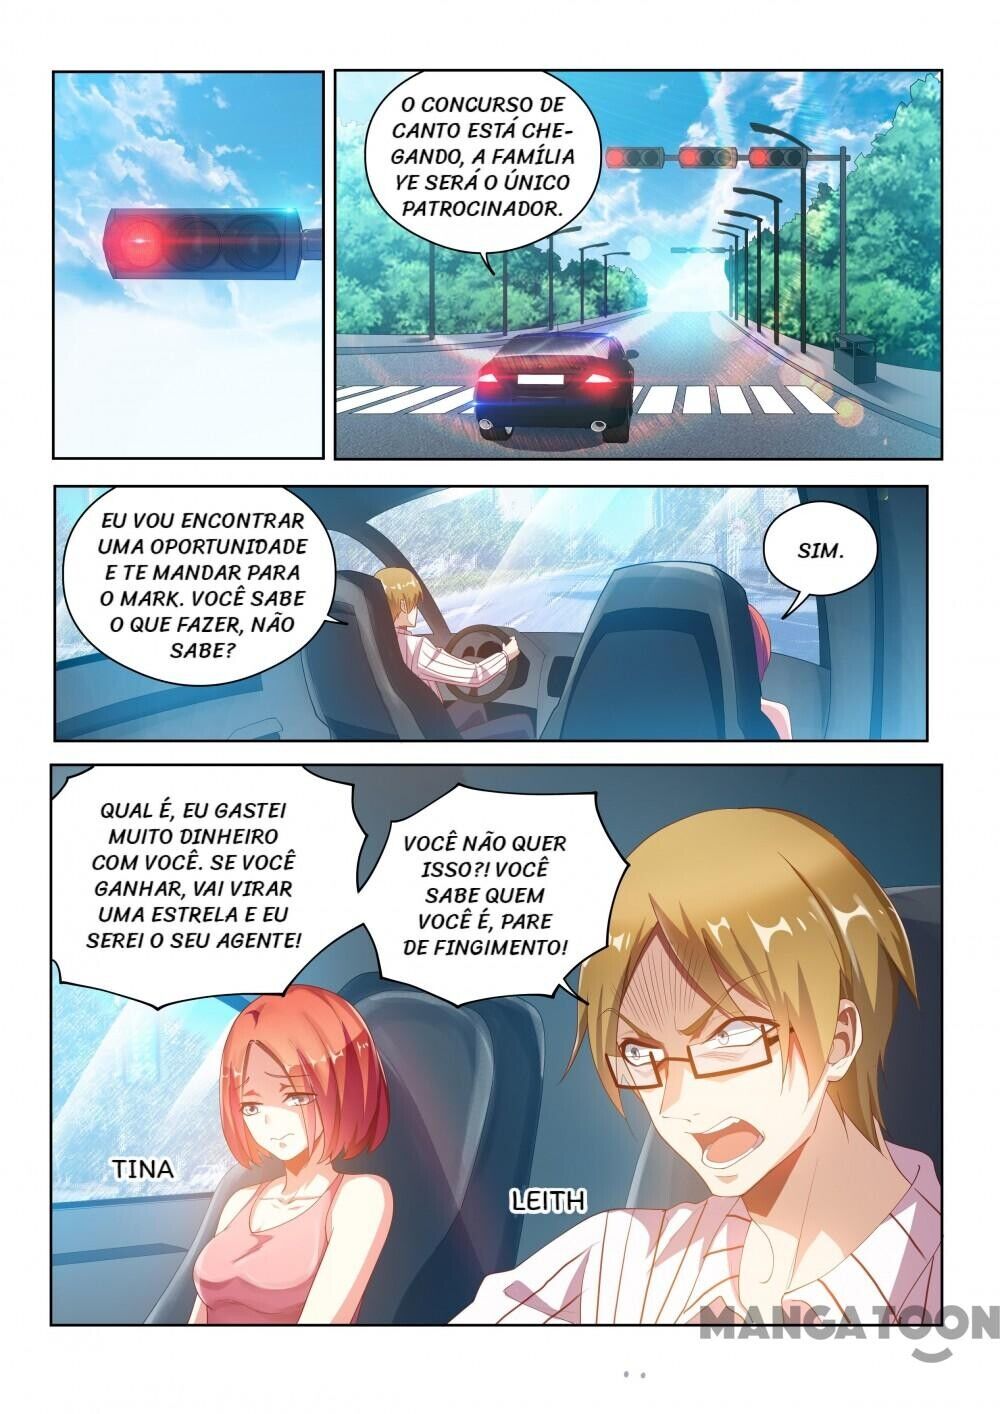 O CONCURSO DE
CANTO ESTÁ CHE-
GANDO, A FAMÍLIA
YE SERÁ O ÚNICO
PATROCINADOR.
EU VOU ENCONTRAR
UMA OPORTUNIDADE
E TE MANDAR PARA
O MARK. VOCÊ SABE
O QUE FAZER, NÃO
SABE?
SIM.
QUAL É, EU GASTEI
MUITO DINHEIRO
COM VOCÊ. SE VOCÊ
GANHAR, VAI VIRAR
UMA ESTRELA E EU
SEREI O SEU AGENTE!
VOCÊ NÃO QUER
ISSO?! VOCÊ
SABE QUEM
VOCÊ É, PARE
DE FINGIMENTO!
TINA
LEITH
MANGATOON